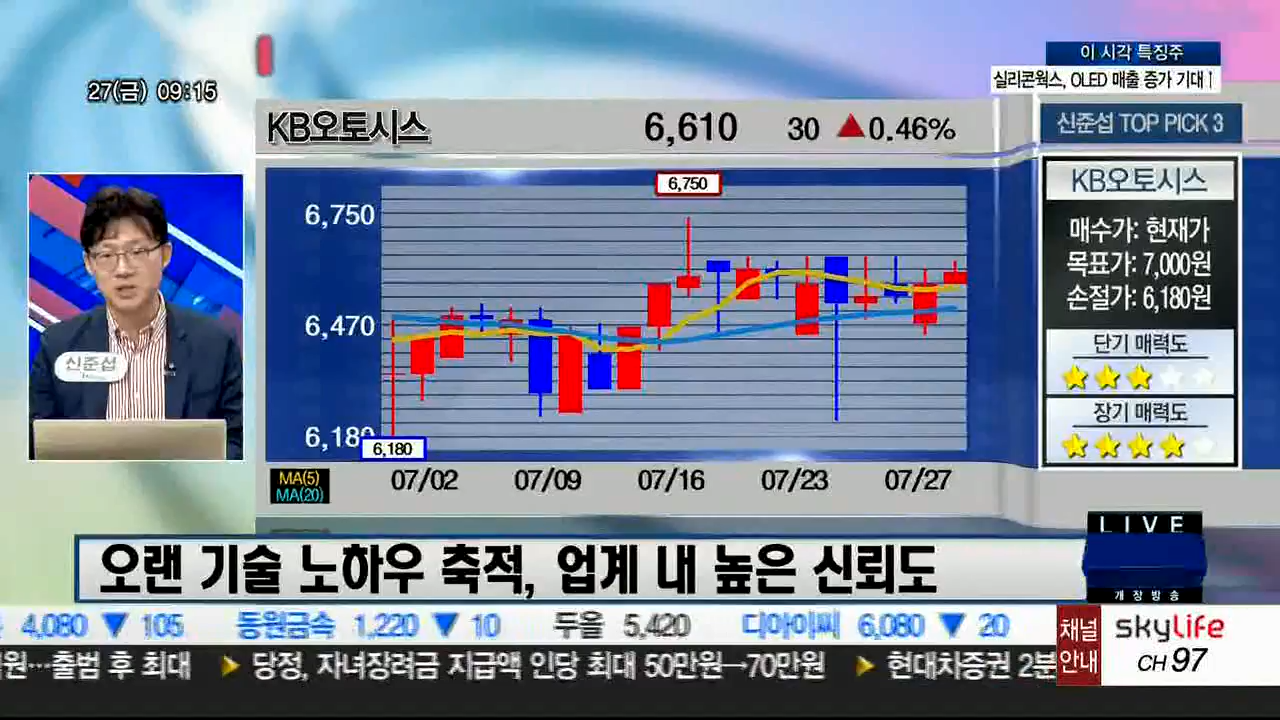 이 시각 특징주
실리콘웍스, OLED 매출 증가 기대
27(금) 09:15
KB오토시스 6,610 30 ▲0.46%
신준섭 TOP PICK 3
KB오토시스
매수가: 현재가
목표가: 7,000원
손절가: 6,180원
단기 매력도
장기 매력도
6,750
6,750
6,470
6,180
6,180
07/02 07/09 07/16 07/23 07/27
MA(5)
MA(20)
신준섭
오랜 기술 노하우 축적, 업계 내 높은 신뢰도
LIVE
개장방송
4,080 ▼ 105 동원금속 1,220 ▼ 10 두올 5,420 디아이씨 6,080 ▼ 20
원…출범 후 최대 ▶ 당정, 자녀장려금 지급액 인당 최대 50만원→70만원 ▶ 현대차증권 2분
채널
안내
skylife
CH 97